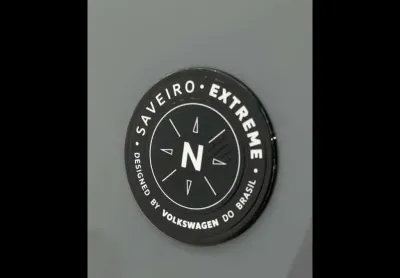 SAVEIRO • EXTREME
N
DESIGNED BY VOLKSWAGEN DO BRASIL